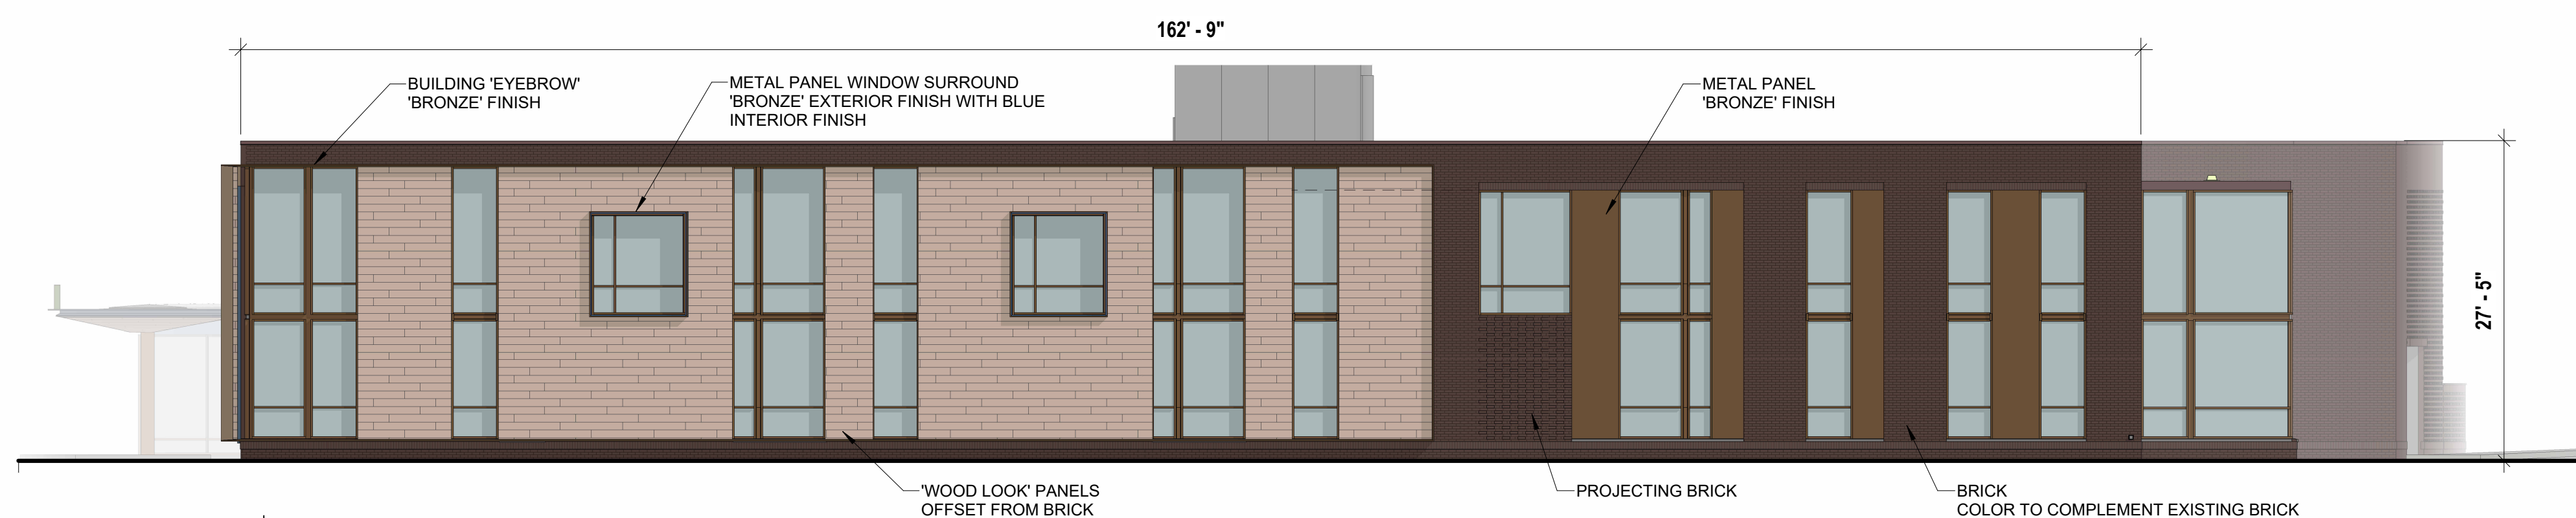 162' - 9"
BUILDING 'EYEBROW'
'BRONZE' FINISH
METAL PANEL WINDOW SURROUND
'BRONZE' EXTERIOR FINISH WITH BLUE
INTERIOR FINISH
METAL PANEL
'BRONZE' FINISH
27' - 5"
'WOOD LOOK' PANELS
OFFSET FROM BRICK
PROJECTING BRICK
BRICK
COLOR TO COMPLEMENT EXISTING BRICK